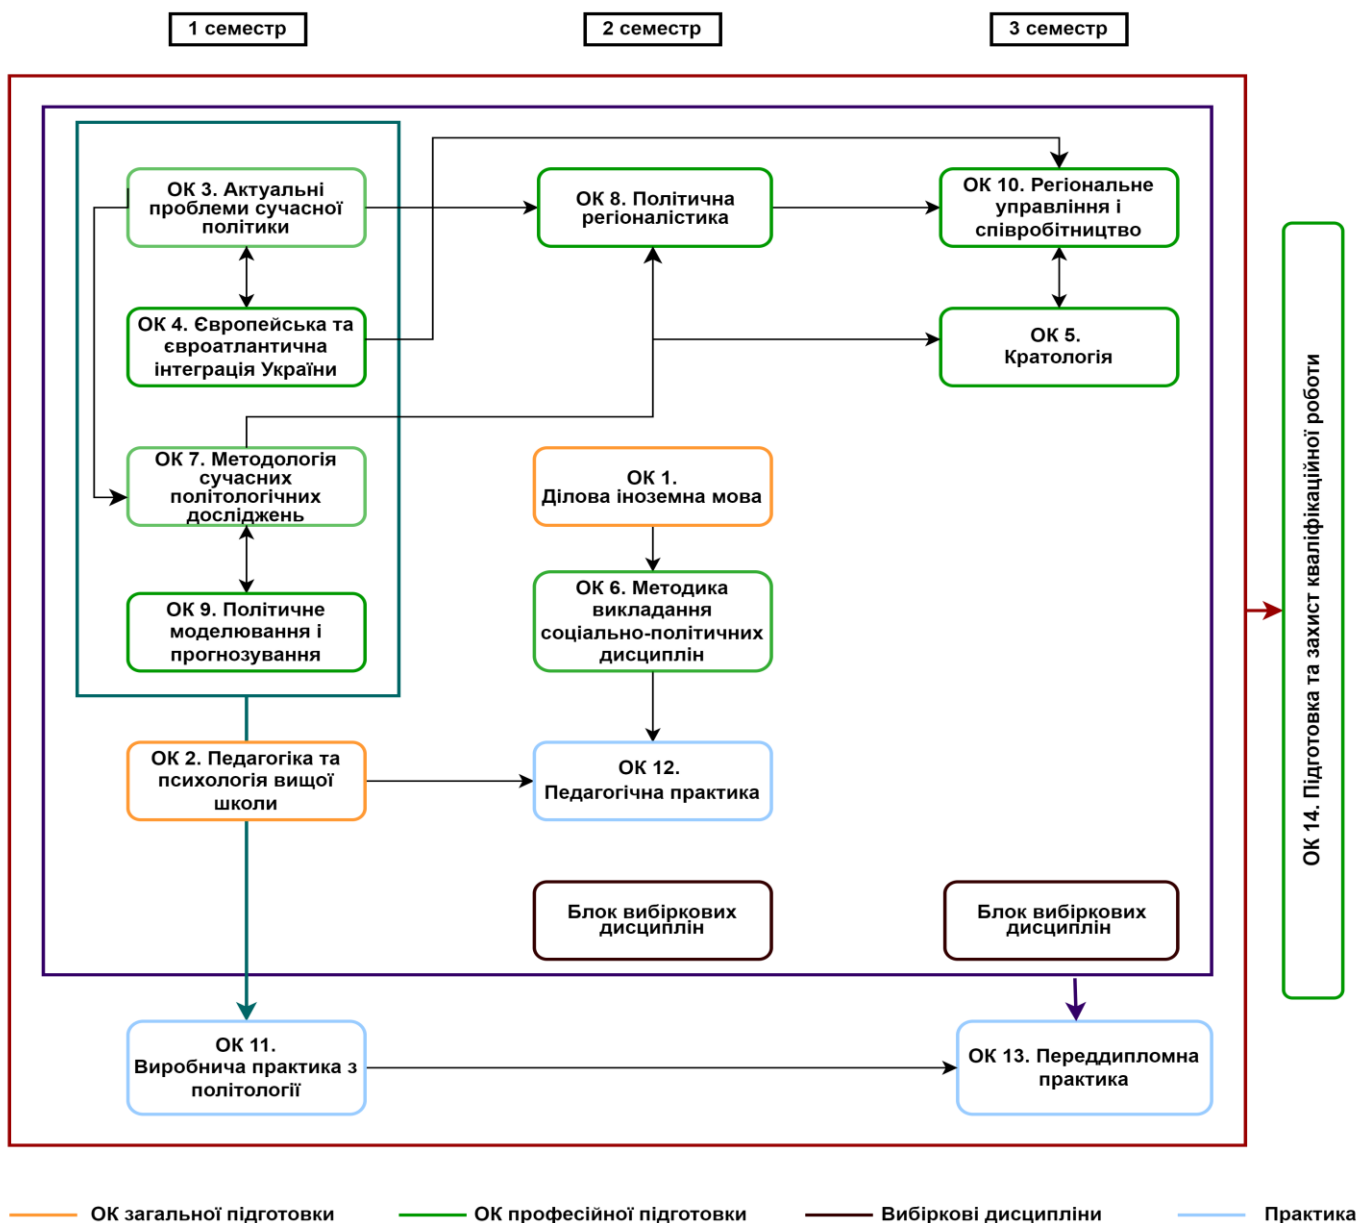 1 семестр
2 семестр
3 семестр
ОК 3. Актуальні
проблеми сучасної
політики
ОК 8. Політична
регіоналістика
ОК 10. Регіональне
управління і
співробітництво
ОК 4. Європейська та
євроатлантична
інтеграція України
ОК 5.
Кратологія
ОК 7. Методологія
сучасних
політологічних
досліджень
ОК 1.
Ділова іноземна мова
ОК 9. Політичне
моделювання і
прогнозування
ОК 6. Методика
викладання
соціально-політичних
дисциплін
ОК 2. Педагогіка та
психологія вищої
школи
ОК 12.
Педагогічна практика
Блок вибіркових
дисциплін
Блок вибіркових
дисциплін
ОК 11.
Виробнича практика з
політології
ОК 13. Переддипломна
практика
ОК 14. Підготовка та захист кваліфікаційної роботи
ОК загальної підготовки
ОК професійної підготовки
Вибіркові дисципліни
Практика